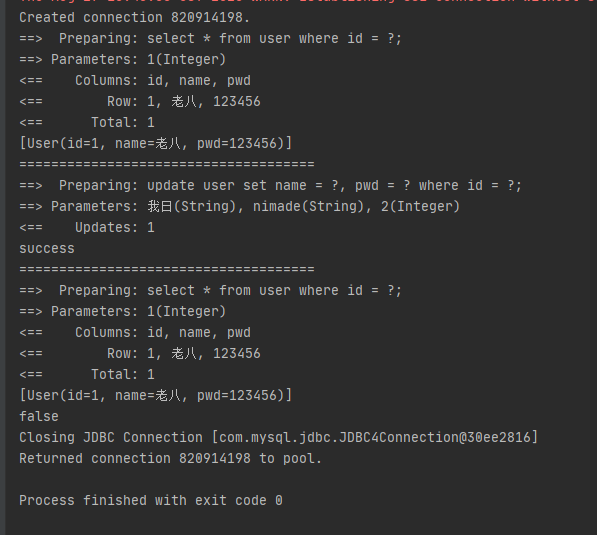 Created connection 820914198.
==>  Preparing: select * from user where id = ?;
==> Parameters: 1(Integer)
<==    Columns: id, name, pwd
<==        Row: 1, 老八, 123456
<==      Total: 1
[User(id=1, name=老八, pwd=123456)]
=====================================
==>  Preparing: update user set name = ?, pwd = ? where id = ?;
==> Parameters: 我日(String), nimade(String), 2(Integer)
<==    Updates: 1
success
=====================================
==>  Preparing: select * from user where id = ?;
==> Parameters: 1(Integer)
<==    Columns: id, name, pwd
<==        Row: 1, 老八, 123456
<==      Total: 1
[User(id=1, name=老八, pwd=123456)]
false
Closing JDBC Connection [com.mysql.jdbc.JDBC4Connection@30ee2816]
Returned connection 820914198 to pool.
Process finished with exit code 0